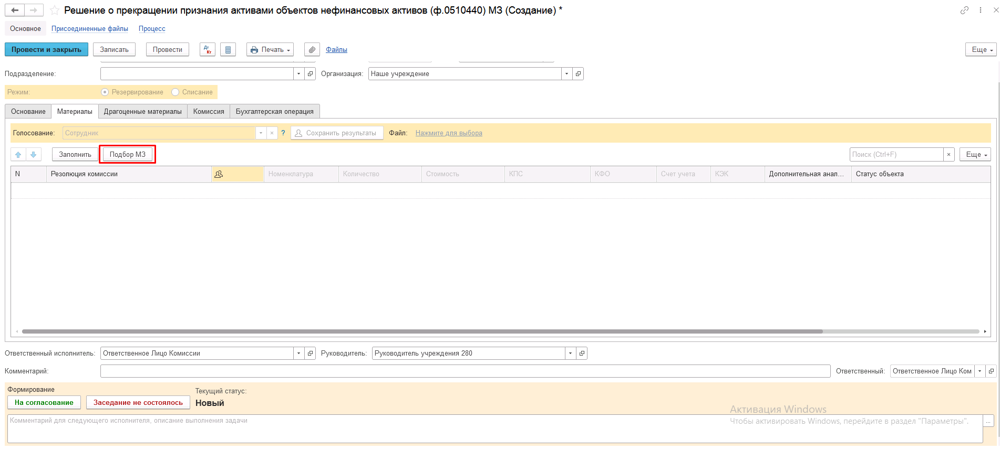 Решение о прекращении признания активами объектов нефинансовых активов (ф.0510440) МЗ (Создание) *
Основное Присоединенные файлы Процесс
Провести и закрыть Записать Провести Дт Кт Печать Файлы Еще
Подразделение: Организация: Наше учреждение
Режим: Резервирование Списание
Основание Материалы Драгоценные материалы Комиссия Бухгалтерская операция
Голосование: Сотрудник ? Сохранить результаты Файл: Нажмите для выбора
Заполнить Подбор МЗ Поиск (Ctrl+F) × Еще
N Резолюция комиссии Номенклатура Количество Стоимость КПС КФО Счет учета КЭК Дополнительная анал... Статус объекта
Ответственный исполнитель: Ответственное Лицо Комиссии Руководитель: Руководитель учреждения 280
Комментарий: Ответственный: Ответственное Лицо Ком
Формирование Текущий статус:
На согласование Заседание не состоялось Новый
Активация Windows
Комментарий для следующего исполнителя, описание выполнения задачи ...
Чтобы активировать Windows, перейдите в раздел "Параметры".